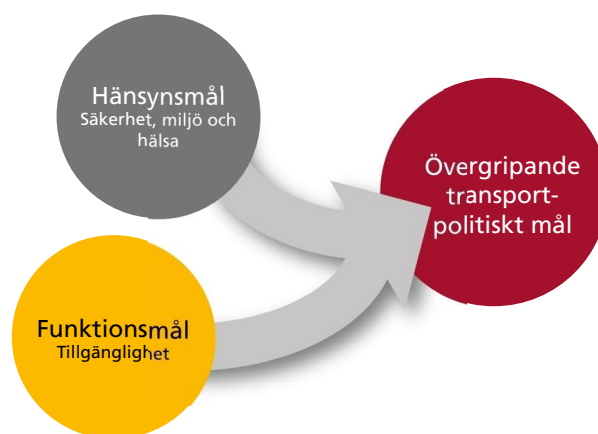 Hänsynsmål
Säkerhet, miljö och
hälsa
Övergripande
transport-
politiskt mål
Funktionsmål
Tillgänglighet